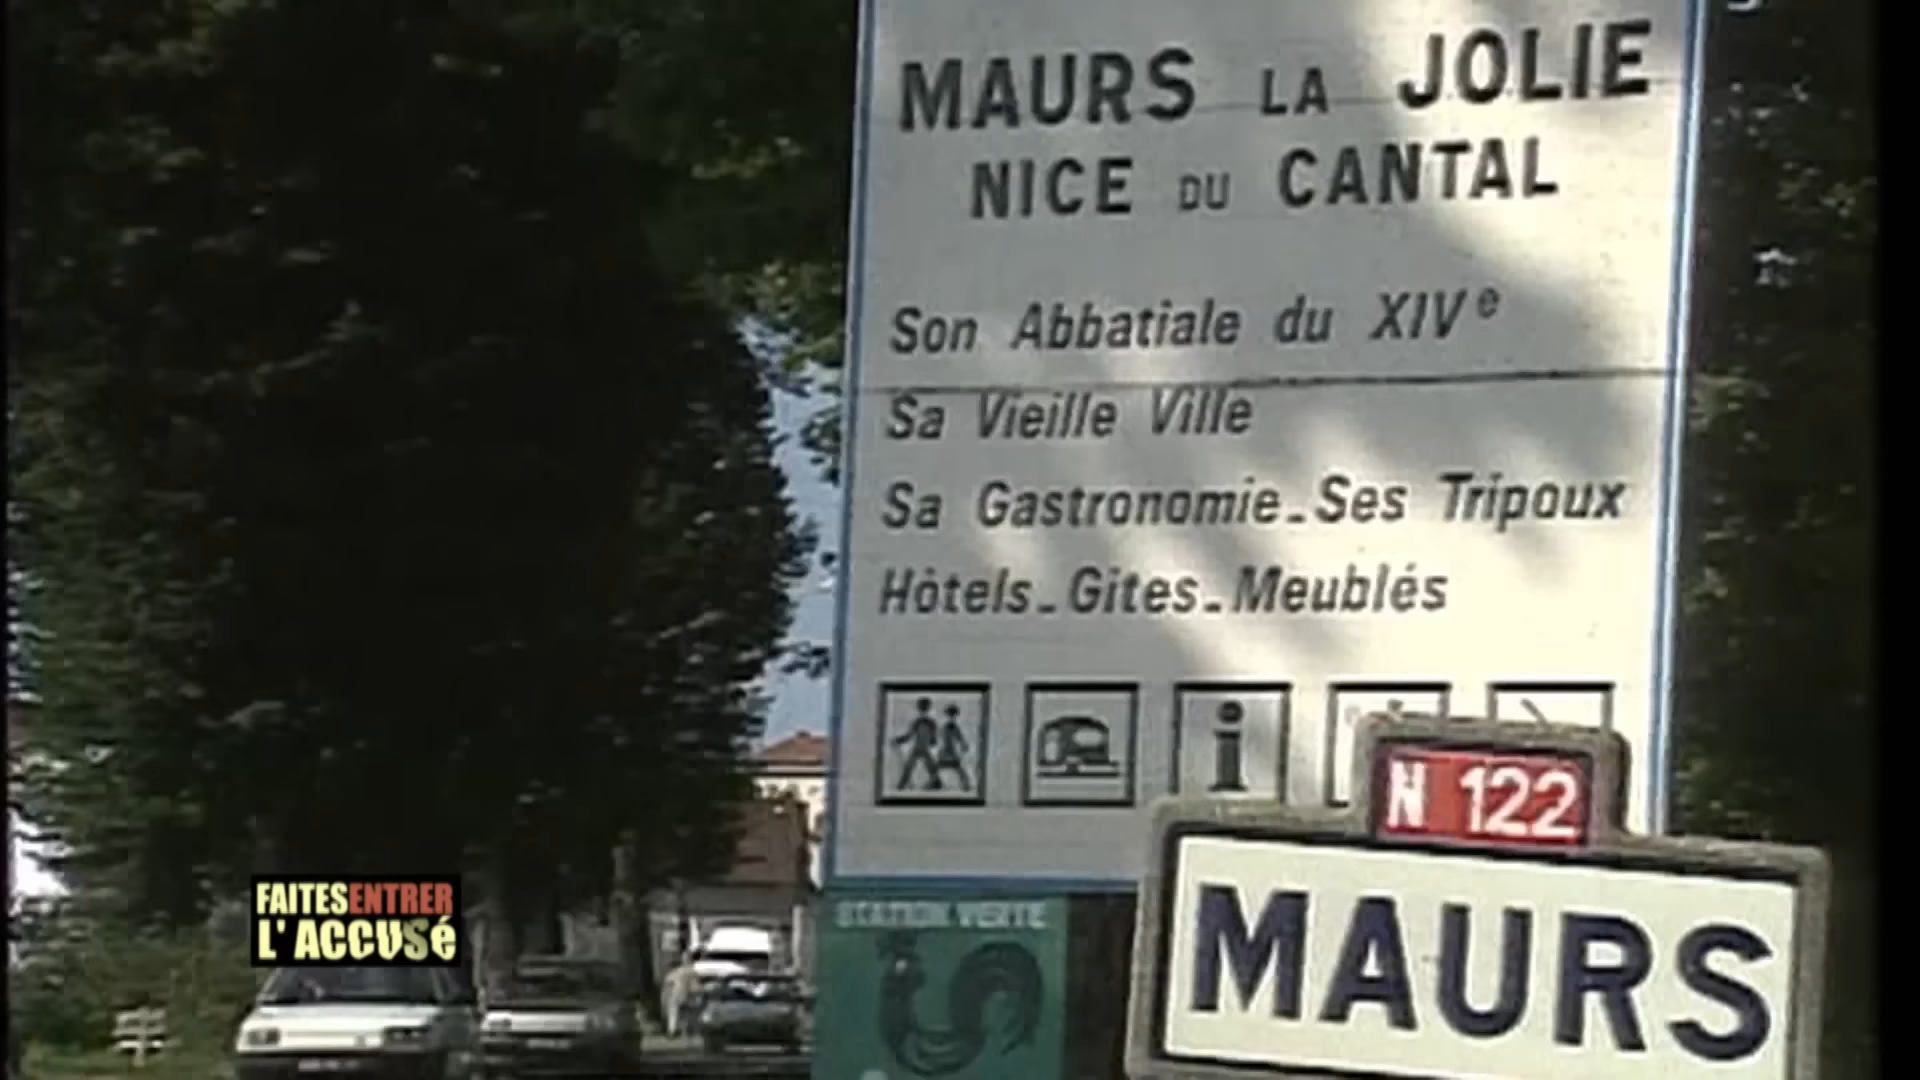 MAURS LA JOLIE
NICE DU CANTAL
Son Abbatiale du XIVe
Sa Vieille Ville
Sa Gastronomie_Ses Tripoux
Hôtels_Gîtes_Meublés
i
N 122
MAURS
STATION VERTE
FAITES ENTRER
L'ACCUSé